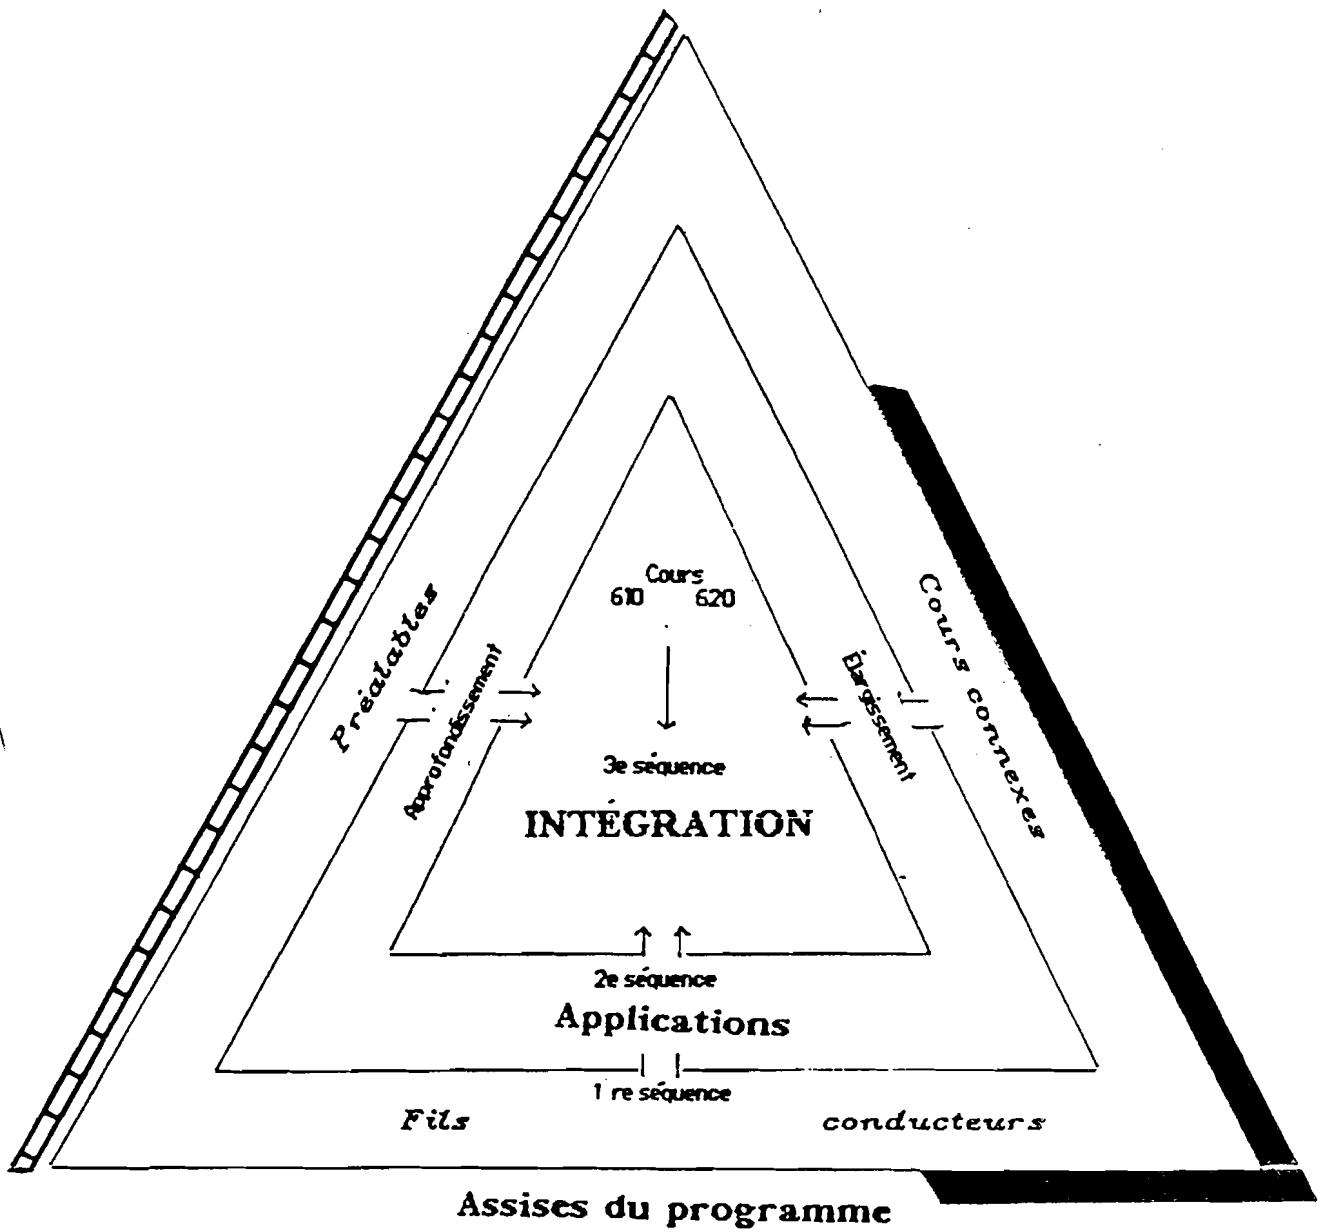 Cours
610 620
Préalables
Approfondissement
Élargissement
Cours connexes
3e séquence
INTÉGRATION
2e séquence
Applications
1 re séquence
Fils conducteurs
Assises du programme